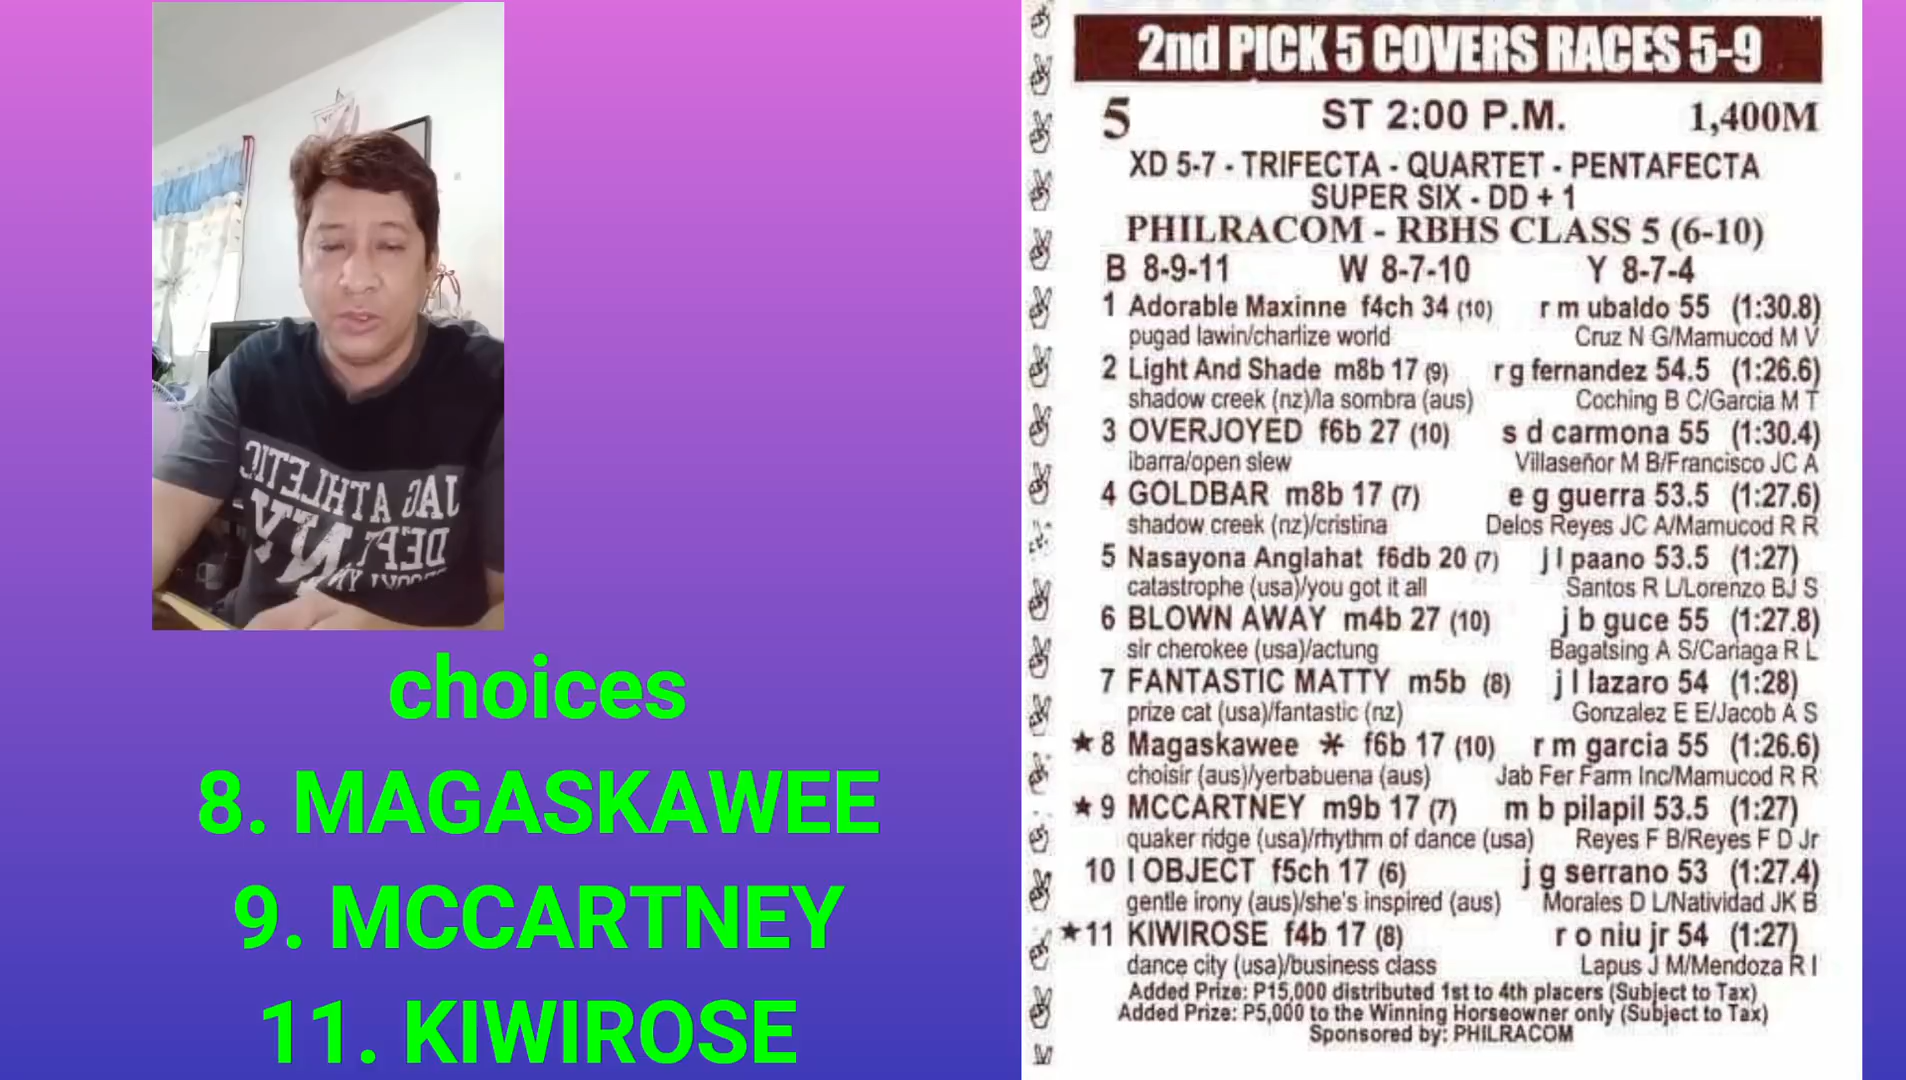 JAG ATHLETIC
DEPT
choices
8. MAGASKAWEE
9. MCCARTNEY
11. KIWIROSE
2nd PICK 5 COVERS RACES 5-9
5 ST 2:00 P.M. 1,400M
XD 5-7 - TRIFECTA - QUARTET - PENTAFECTA
SUPER SIX - DD + 1
PHILRACOM - RBHS CLASS 5 (6-10)
B 8-9-11 W 8-7-10 Y 8-7-4
1 Adorable Maxinne f4ch 34 (10) r m ubaldo 55 (1:30.8)
pugad lawin/charlize world Cruz N G/Mamucod M V
2 Light And Shade m8b 17 (9) r g fernandez 54.5 (1:26.6)
shadow creek (nz)/la sombra (aus) Coching B C/Garcia M T
3 OVERJOYED f6b 27 (10) s d carmona 55 (1:30.4)
ibarra/open slew Villaseñor M B/Francisco JC A
4 GOLDBAR m8b 17 (7) e g guerra 53.5 (1:27.6)
shadow creek (nz)/cristina Delos Reyes JC A/Mamucod R R
5 Nasayona Anglahat f6db 20 (7) j l paano 53.5 (1:27)
catastrophe (usa)/you got it all Santos R L/Lorenzo BJ S
6 BLOWN AWAY m4b 27 (10) j b guce 55 (1:27.8)
sir cherokee (usa)/actung Bagatsing A S/Cariaga R L
7 FANTASTIC MATTY m5b (8) j l lazaro 54 (1:28)
prize cat (usa)/fantastic (nz) Gonzalez E E/Jacob A S
★ 8 Magaskawee * f6b 17 (10) r m garcia 55 (1:26.6)
choisir (aus)/yerbabuena (aus) Jab Fer Farm Inc/Mamucod R R
★ 9 MCCARTNEY m9b 17 (7) m b pilapil 53.5 (1:27)
quaker ridge (usa)/rhythm of dance (usa) Reyes F B/Reyes F D Jr
10 I OBJECT f5ch 17 (6) j g serrano 53 (1:27.4)
gentle irony (aus)/she's inspired (aus) Morales D L/Natividad JK B
★ 11 KIWIROSE f4b 17 (8) r o niu jr 54 (1:27)
dance city (usa)/business class Lapus J M/Mendoza R I
Added Prize: P15,000 distributed 1st to 4th placers (Subject to Tax)
Added Prize: P5,000 to the Winning Horseowner only (Subject to Tax)
Sponsored by: PHILRACOM